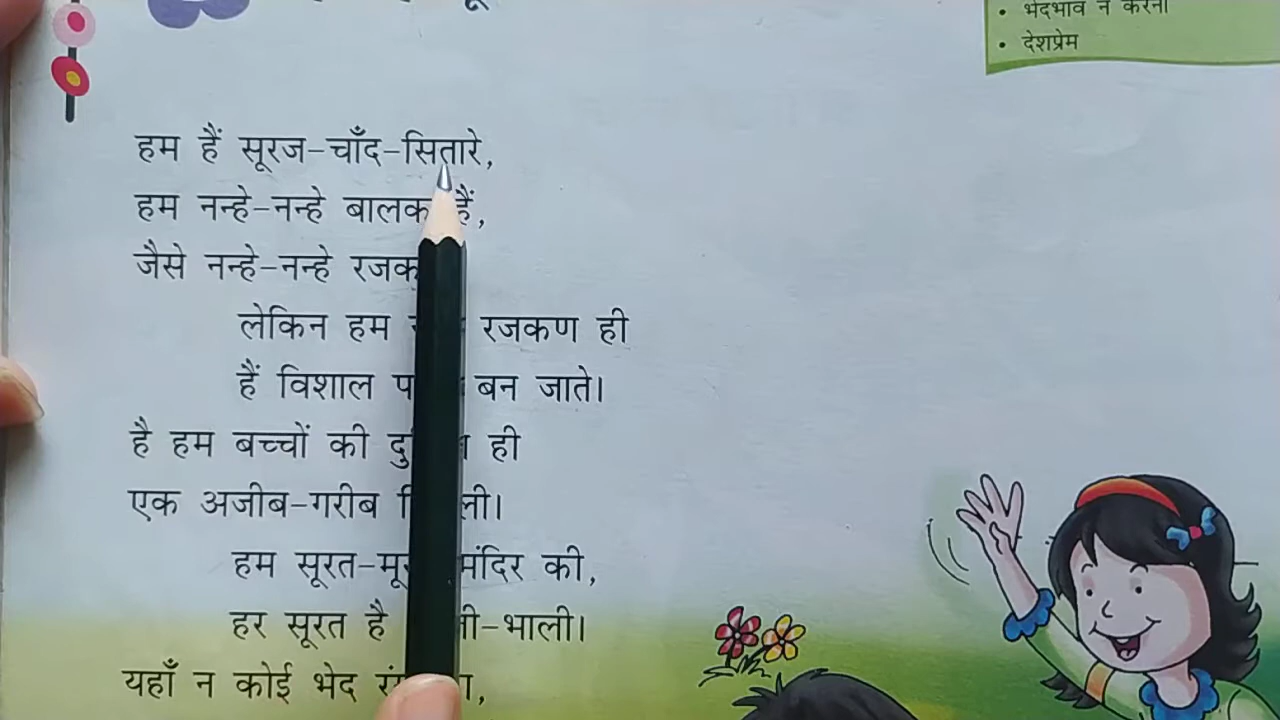 भेदभाव न करना
• देशप्रेम
हम हैं सूरज-चाँद-सितारे,
हम नन्हे-नन्हे बालक हैं,
जैसे नन्हे-नन्हे
लेकिन हम रजकण ही
हैं विशाल बन जाते।
है हम बच्चों की ही
एक अजीब-गरीब
हम सूरत- मंदिर की,
हर सूरत है -भाली।
यहाँ न कोई भेद